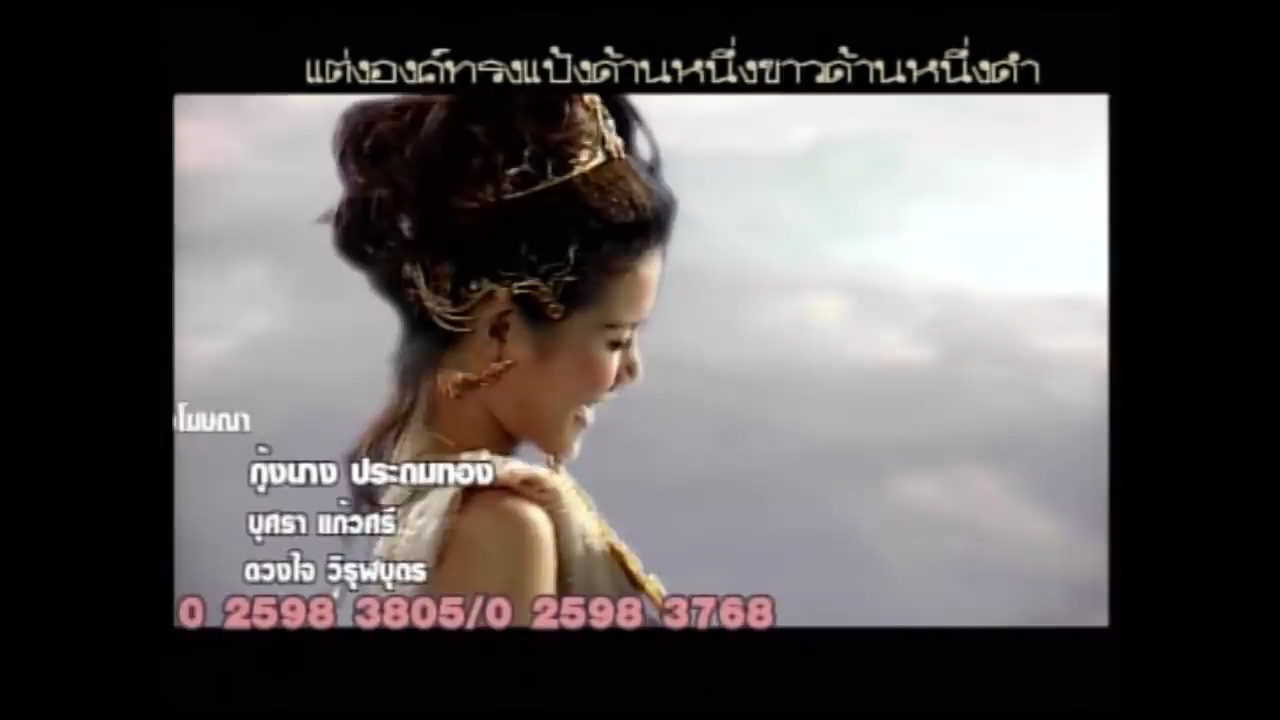 แต่งองค์ทรงแป้งด้านหนึ่งขาวด้านหนึ่งดำ
โฆษณา
กุ้งนาง ประถมทอง
บุศรา แก้วศรี
ดวงใจ วิรุฬบุตร
0 2598 3805/0 2598 3768